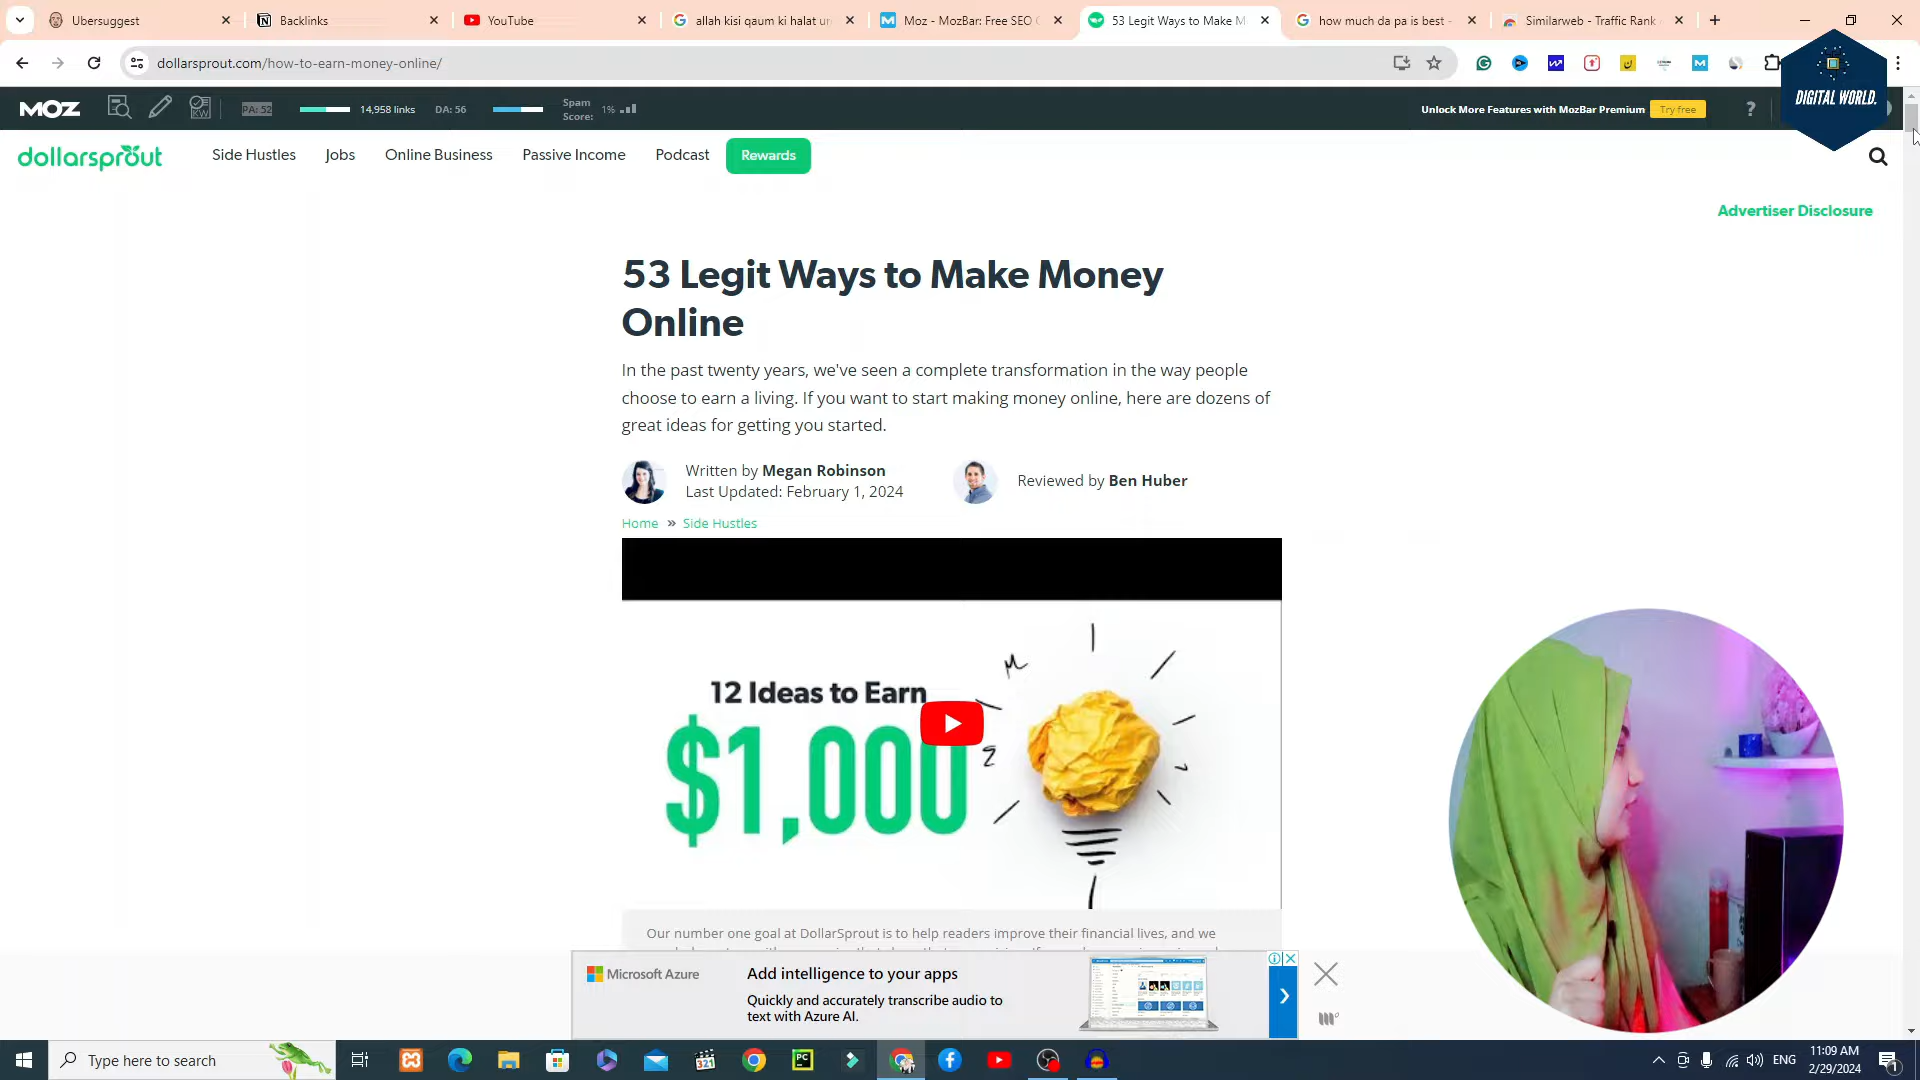 Ubersuggest
Backlinks
YouTube
allah kisi qaum ki halat un
Moz - MozBar: Free SEO
53 Legit Ways to Make M
how much da pa is best -
Similarweb - Traffic Rank
dollarsprout.com/how-to-earn-money-online/
MOZ
PA: 52
14,958 links
DA: 56
Spam
Score:
1%
Unlock More Features with MozBar Premium
Try free
?
DIGITAL WORLD.
dollarsprout
Side Hustles
Jobs
Online Business
Passive Income
Podcast
Rewards
Advertiser Disclosure
53 Legit Ways to Make Money
Online
In the past twenty years, we've seen a complete transformation in the way people
choose to earn a living. If you want to start making money online, here are dozens of
great ideas for getting you started.
Written by Megan Robinson
Last Updated: February 1, 2024
Reviewed by Ben Huber
Home » Side Hustles
12 Ideas to Earn
$1,000
Our number one goal at DollarSprout is to help readers improve their financial lives, and we
Microsoft Azure
Add intelligence to your apps
Quickly and accurately transcribe audio to
text with Azure AI.
Type here to search
ENG
11:09 AM
2/29/2024